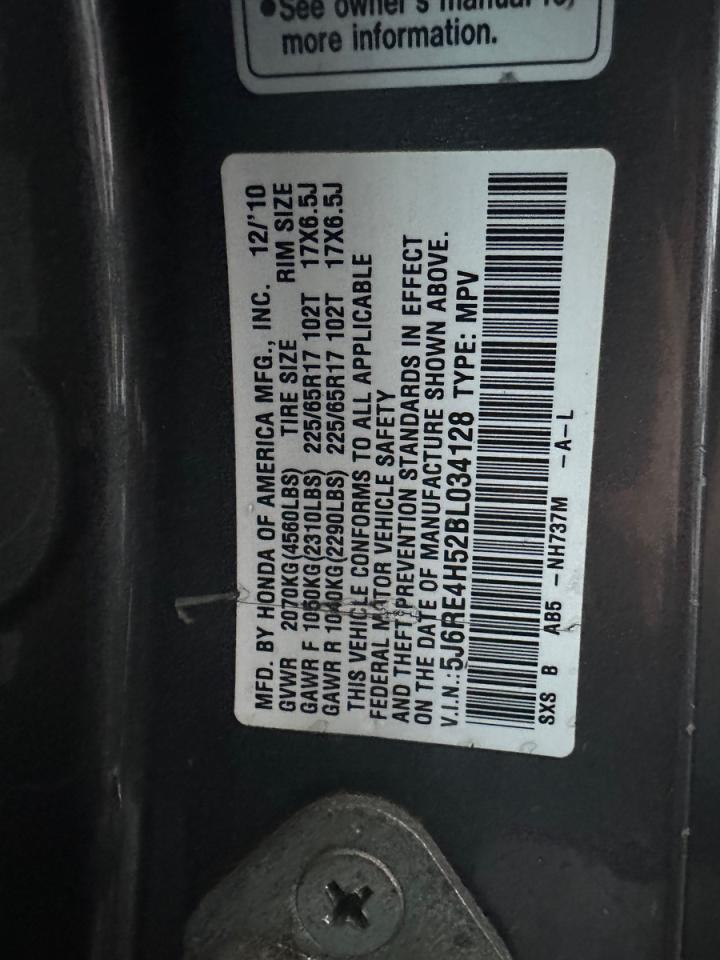 ●See owner's manual for
more information.
MFD. BY HONDA OF AMERICA MFG., INC. 12/'10
GVWR 2070KG(4560LBS) TIRE SIZE RIM SIZE
GAWR F 1050KG(2310LBS) 225/65R17 102T 17X6.5J
GAWR R 1040KG(2290LBS) 225/65R17 102T 17X6.5J
THIS VEHICLE CONFORMS TO ALL APPLICABLE
FEDERAL MOTOR VEHICLE SAFETY
AND THEFT PREVENTION STANDARDS IN EFFECT
ON THE DATE OF MANUFACTURE SHOWN ABOVE.
V.I.N.:5J6RE4H52BL034128 TYPE: MPV
SXS B AB5 -NH737M -A-L